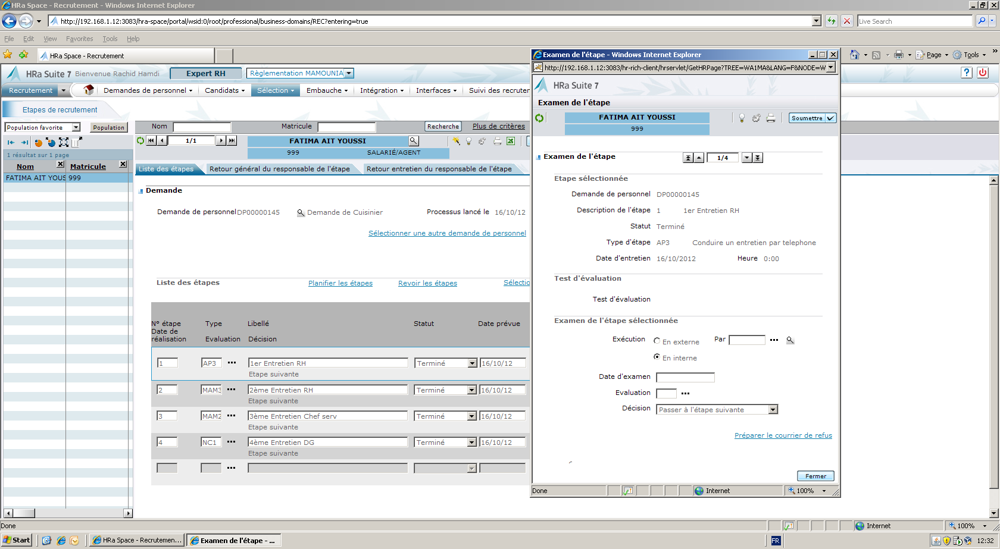 HRa Space - Recrutement - Windows Internet Explorer
http://192.168.1.12:3083/hra-space/portal/wsid:0/root/professional/business-domains/REC?entering=true
Live Search
File Edit View Favorites Tools Help
HRa Space - Recrutement
Page Tools
HRa Suite 7 Bienvenue Rachid Hamdi Expert RH Règlementation MAMOUNIA
Recrutement Demandes de personnel Candidats Sélection Embauche Intégration Interfaces Suivi des recruter
Etapes de recrutement
Population favorite Population
1 résultat sur 1 page
Nom Matricule
FATIMA AIT YOUS 999
Nom Matricule Recherche Plus de critères
1/1 FATIMA AIT YOUSSI
999 SALARIÉ/AGENT
Liste des étapes Retour général du responsable de l'étape Retour entretien du responsable de l'étape
Demande
Demande de personnel DP00000145 Demande de Cuisinier Processus lancé le 16/10/12
Sélectionner une autre demande de personnel
Liste des étapes Planifier les étapes Revoir les étapes Sélectio
N° étape Type Libellé Statut Date prévue
Date de
réalisation Evaluation Décision
1 AP3 1er Entretien RH Terminé 16/10/12
Etape suivante
2 MAM3 2ème Entretien RH Terminé 16/10/12
Etape suivante
3 MAM2 3ème Entretien Chef serv Terminé 16/10/12
Etape suivante
4 NC1 4ème Entretien DG Terminé 16/10/12
Etape suivante
Examen de l'étape - Windows Internet Explorer
http://192.168.1.12:3083/hr-rich-client/hrservlet/GetHRPage?TREE=WA1MA&LANG=F&NODE=W
HRa Suite 7
Examen de l'étape
FATIMA AIT YOUSSI
999
Soumettre
Examen de l'étape 1/4
Etape sélectionnée
Demande de personnel DP00000145
Description de l'étape 1 1er Entretien RH
Statut Terminé
Type d'étape AP3 Conduire un entretien par telephone
Date d'entretien 16/10/2012 Heure 0:00
Test d'évaluation
Test d'évaluation
Examen de l'étape sélectionnée
Exécution En externe Par
En interne
Date d'examen
Evaluation
Décision Passer à l'étape suivante
Préparer le courrier de refus
Fermer
Done Internet 100%
Done Internet 100%
Start HRa Space - Recrutemen... Examen de l'étape - ... FR 12:32